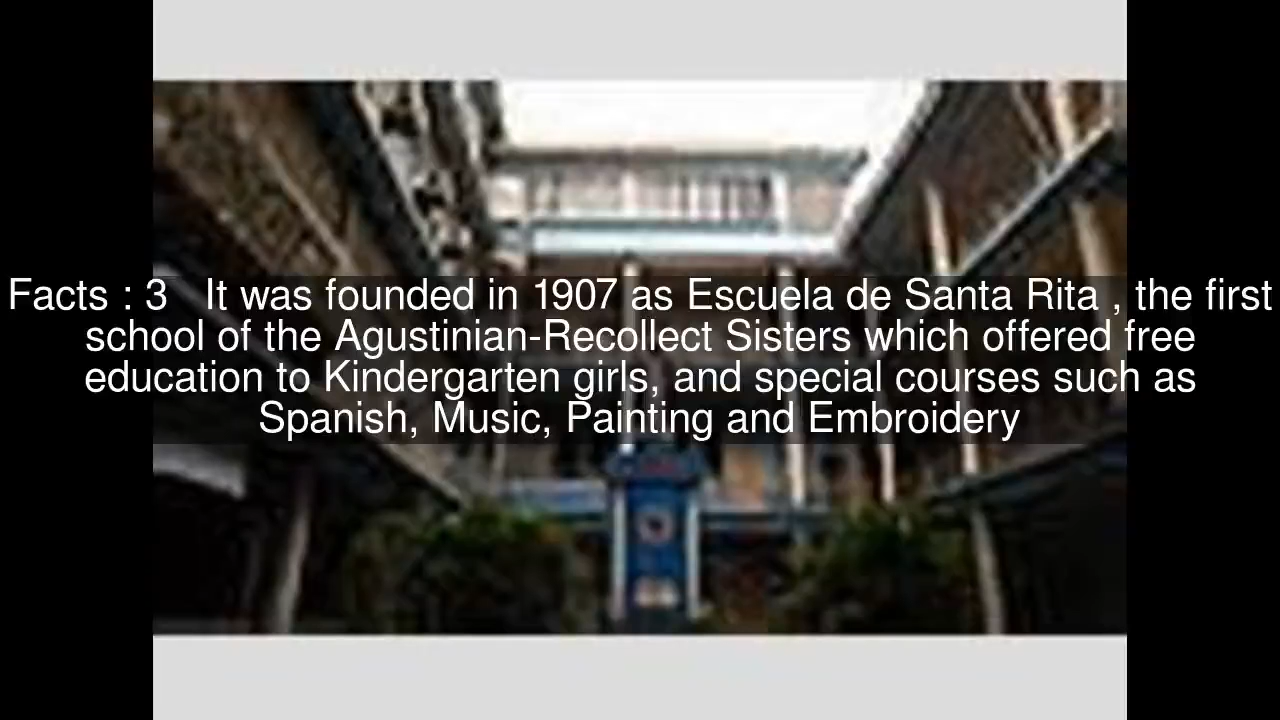 Facts : 3 It was founded in 1907 as Escuela de Santa Rita , the first
school of the Agustinian-Recollect Sisters which offered free
education to Kindergarten girls, and special courses such as
Spanish, Music, Painting and Embroidery